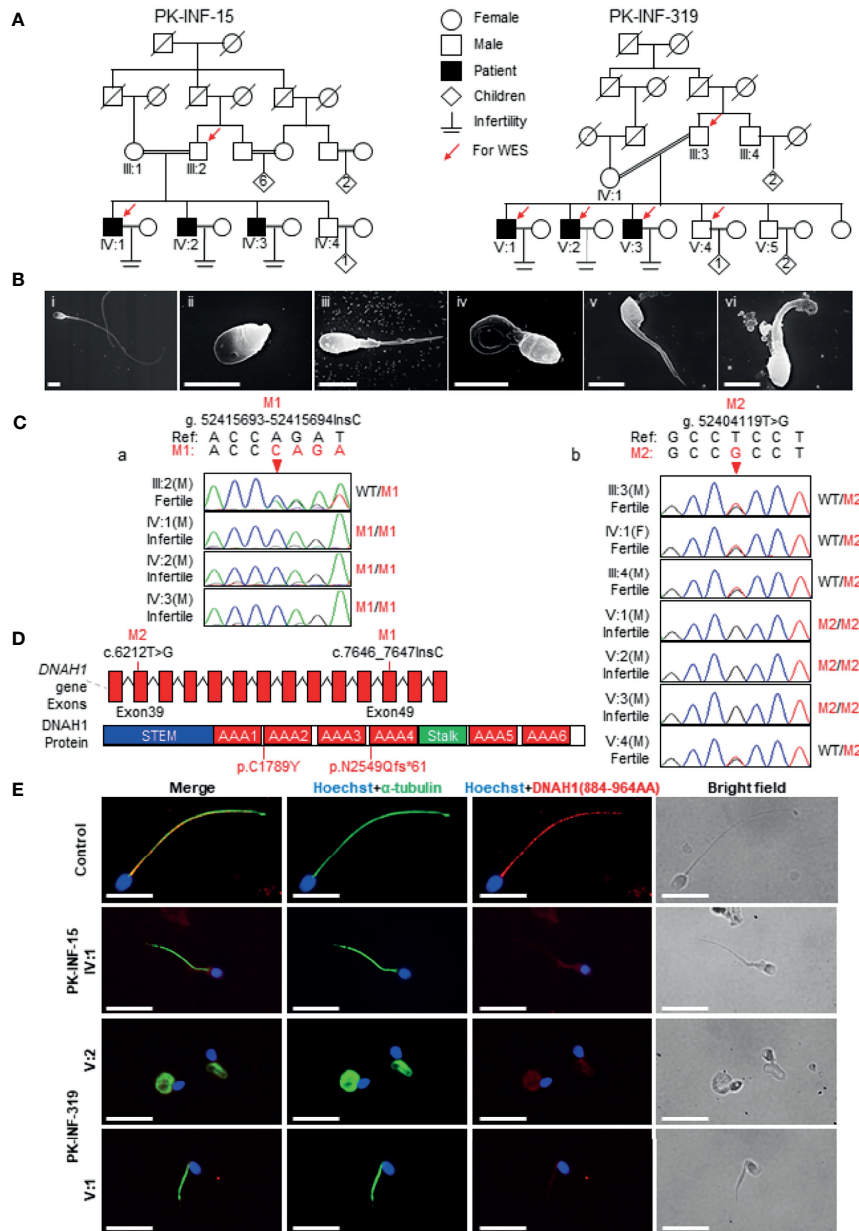 A
PK-INF-15
III:1
III:2
6
2
IV:1
IV:2
IV:3
IV:4
1
Female
Male
Patient
Children
Infertility
For WES
PK-INF-319
III:3
III:4
IV:1
2
V:1
V:2
V:3
V:4
V:5
1
2
B
i
ii
iii
iv
v
vi
C
M1
g. 52415693-52415694InsC
Ref: A C C A G A T
M1: A C C C A G A
a
III:2(M)
Fertile
WT/M1
IV:1(M)
Infertile
M1/M1
IV:2(M)
Infertile
M1/M1
IV:3(M)
Infertile
M1/M1
M2
g. 52404119T>G
Ref: G C C T C C T
M2: G C C G C C T
b
III:3(M)
Fertile
WT/M2
IV:1(F)
Fertile
WT/M2
III:4(M)
Fertile
WT/M2
V:1(M)
Infertile
M2/M2
V:2(M)
Infertile
M2/M2
V:3(M)
Infertile
M2/M2
V:4(M)
Fertile
WT/M2
D
M2
c.6212T>G
M1
c.7646_7647InsC
DNAH1
gene
Exons
Exon39
Exon49
DNAH1
Protein
STEM
AAA1
AAA2
AAA3
AAA4
Stalk
AAA5
AAA6
p.C1789Y
p.N2549Qfs*61
E
Merge
Hoechst+α-tubulin
Hoechst+DNAH1(884-964AA)
Bright field
Control
PK-INF-15
IV:1
PK-INF-319
V:2
V:1